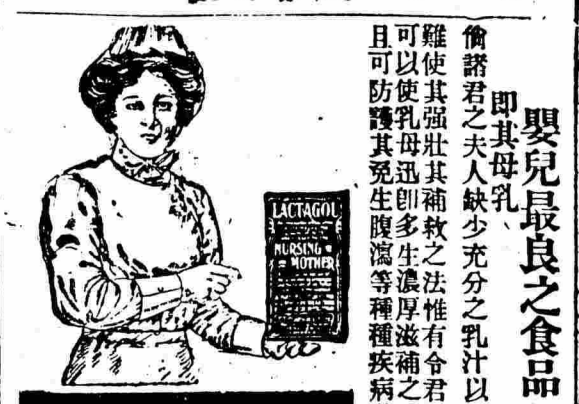 嬰兒最良之食品
即其母乳、
倘諸君之夫人缺少充分之乳汁以
難使其强壯其補救之法惟有令君
可以使乳母迅卽多生濃厚滋補之
且可防護其免生腹瀉等種種疾病
LACTAGOL
NURSING
MOTHER